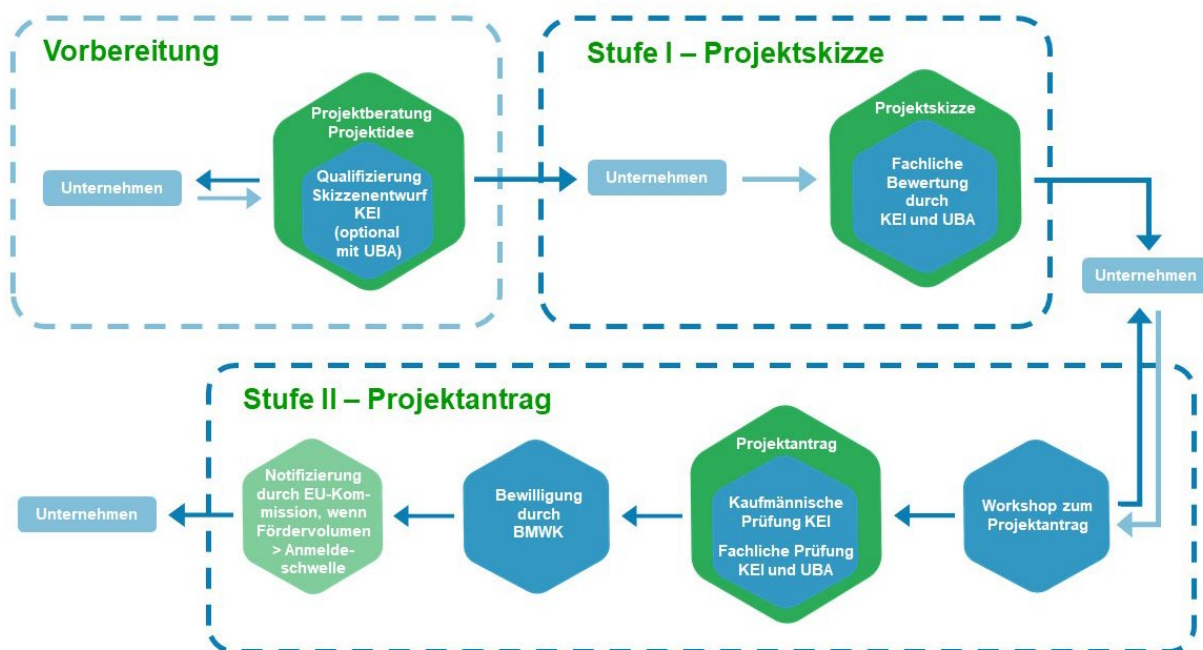 Vorbereitung
Unternehmen
Projektberatung
Projektidee
Qualifizierung
Skizzenentwurf
KEI
(optional
mit UBA)
Stufe I – Projektskizze
Unternehmen
Projektskizze
Fachliche
Bewertung
durch
KEI und UBA
Unternehmen
Stufe II – Projektantrag
Workshop zum
Projektantrag
Projektantrag
Kaufmännische
Prüfung KEI
Fachliche Prüfung
KEI und UBA
Bewilligung
durch
BMWK
Notifizierung
durch EU-Kom-
mission, wenn
Fördervolumen
> Anmelde-
schwelle
Unternehmen